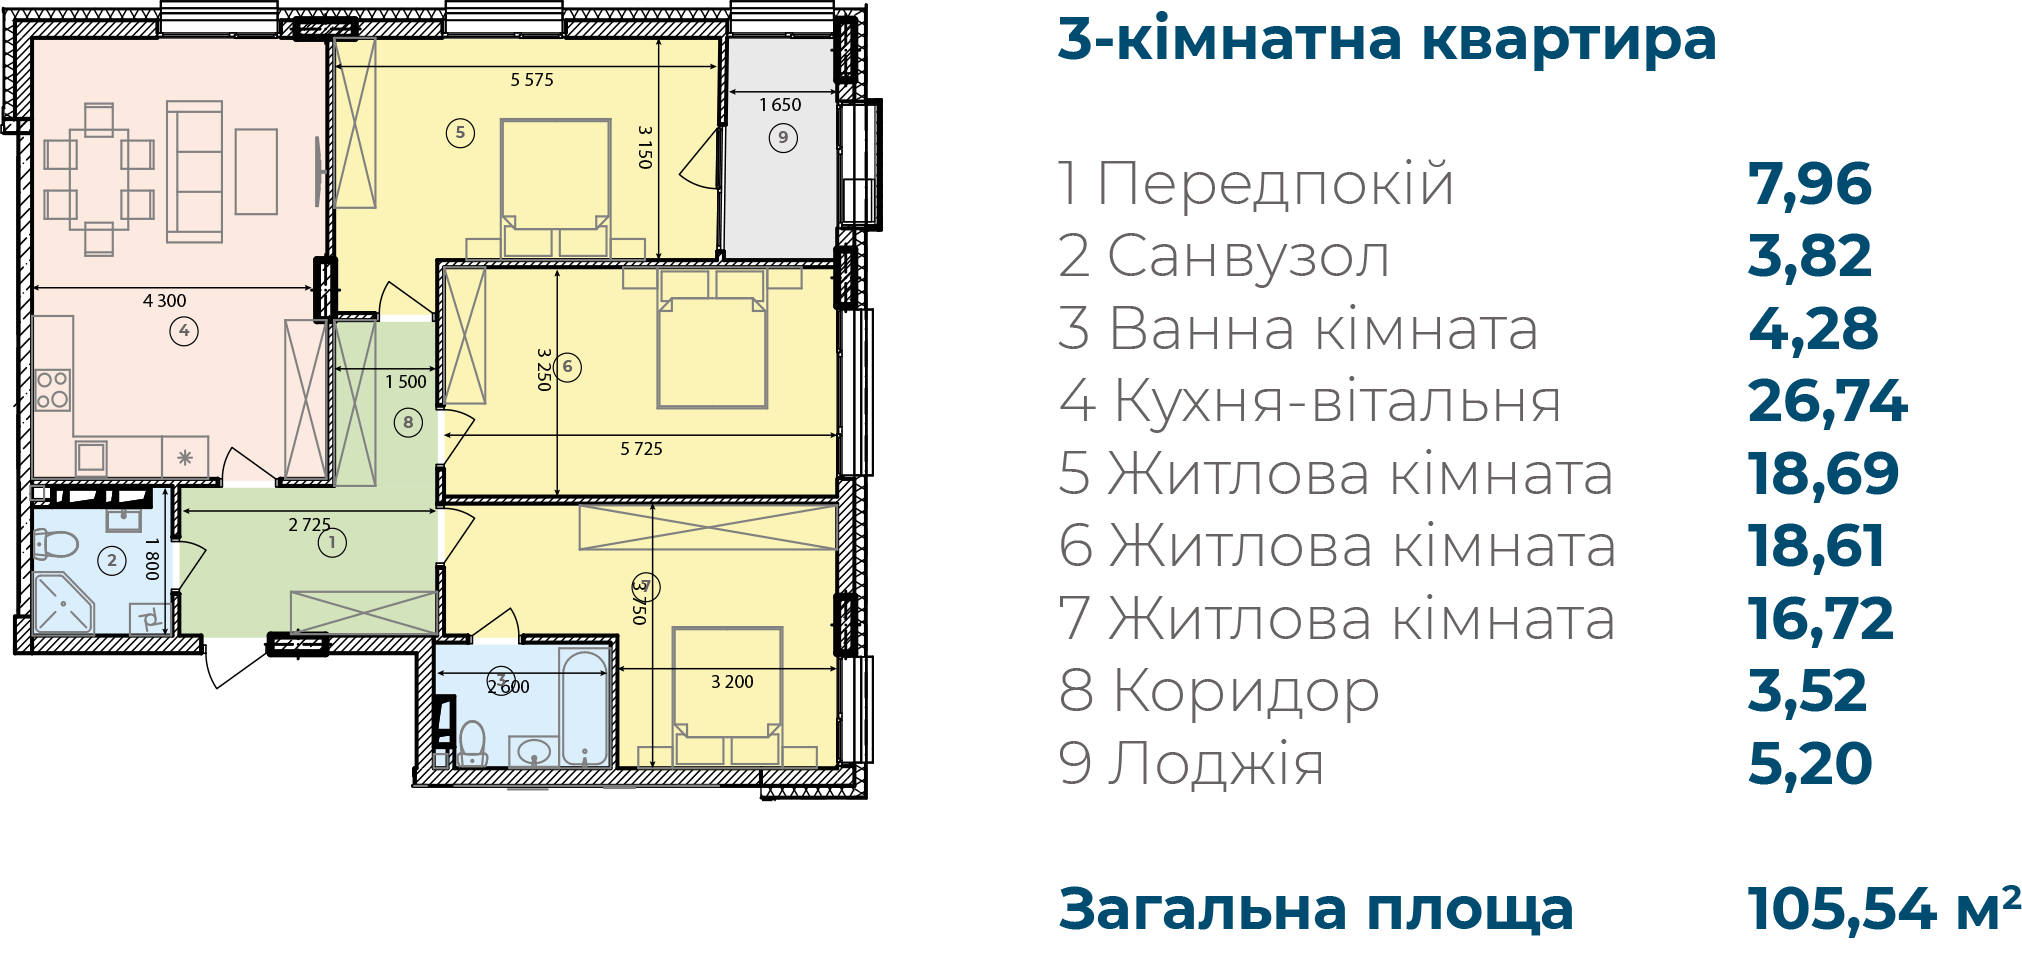 3-кімнатна квартира
1 Передпокій 7,96
2 Санвузол 3,82
3 Ванна кімната 4,28
4 Кухня-вітальня 26,74
5 Житлова кімната 18,69
6 Житлова кімната 18,61
7 Житлова кімната 16,72
8 Коридор 3,52
9 Лоджія 5,20
Загальна площа 105,54 м²
5 575
1 650
5
3 150
9
4 300
4
3 250
6
1 500
8
5 725
2 725
1
2
1 800
7
3 750
3
2 600
3 200